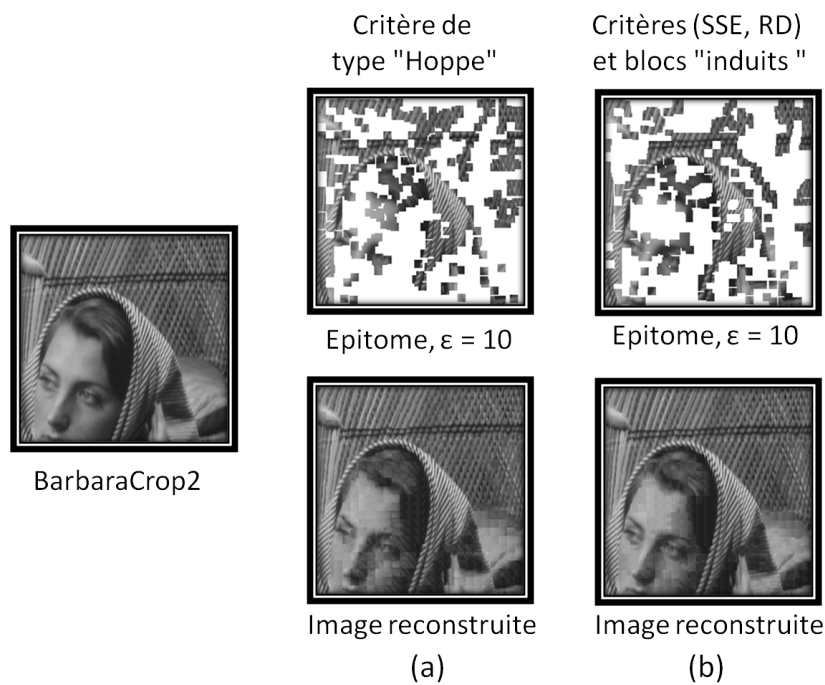 Critère de
type "Hoppe"
Critères (SSE, RD)
et blocs "induits "
Epitome, ε = 10
Epitome, ε = 10
BarbaraCrop2
Image reconstruite
Image reconstruite
(a)
(b)